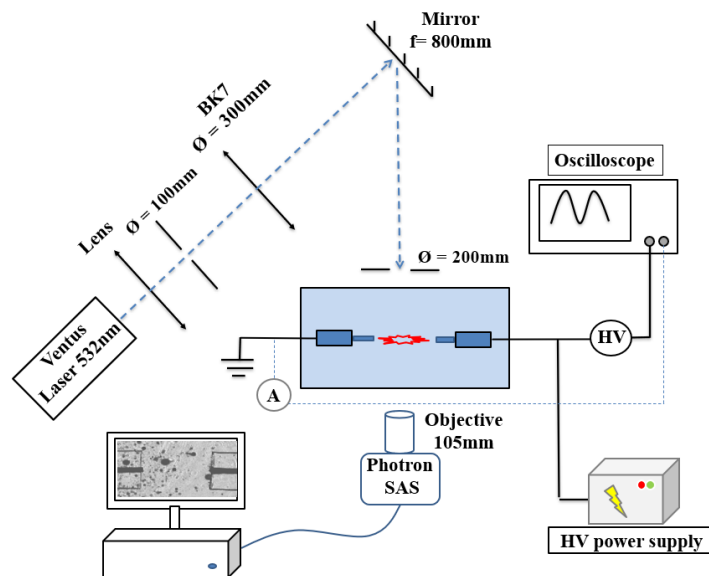 Mirror
f= 800mm
BK7
Ø = 300mm
Ø = 100mm
Lens
Ventus
Laser 532nm
Oscilloscope
Ø = 200mm
HV
A
Objective
105mm
Photron
SAS
HV power supply